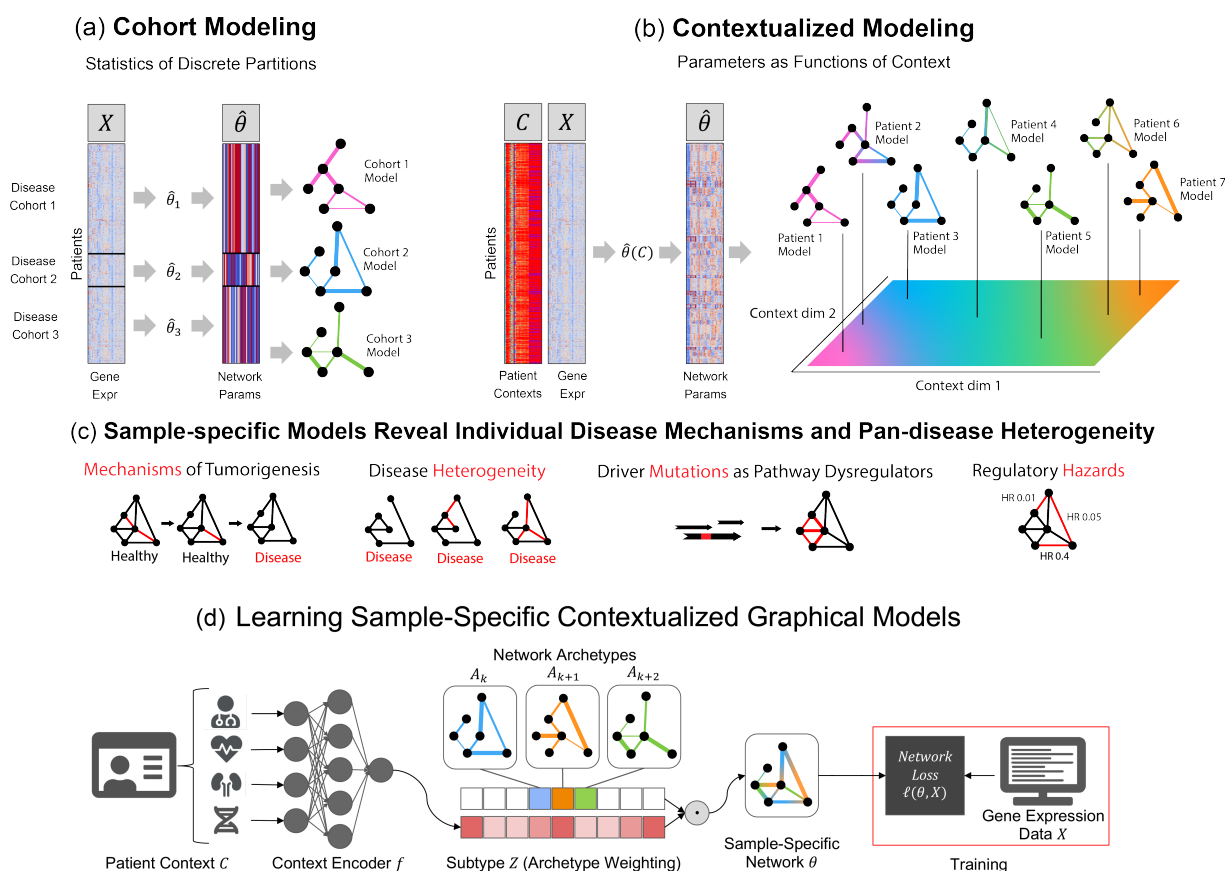 (a) Cohort Modeling
Statistics of Discrete Partitions
X
θ̂
Disease
Cohort 1
Disease
Cohort 2
Disease
Cohort 3
Patients
θ̂₁
θ̂₂
θ̂₃
Cohort 1
Model
Cohort 2
Model
Cohort 3
Model
Gene
Expr
Network
Params
(b) Contextualized Modeling
Parameters as Functions of Context
C
X
θ̂
Patients
θ̂(C)
Patient
Contexts
Gene
Expr
Network
Params
Patient 1
Model
Patient 2
Model
Patient 3
Model
Patient 4
Model
Patient 5
Model
Patient 6
Model
Patient 7
Model
Context dim 2
Context dim 1
(c) Sample-specific Models Reveal Individual Disease Mechanisms and Pan-disease Heterogeneity
Mechanisms of Tumorigenesis
Healthy
Healthy
Disease
Disease Heterogeneity
Disease
Disease
Disease
Driver Mutations as Pathway Dysregulators
Regulatory Hazards
HR 0.01
HR 0.05
HR 0.4
(d) Learning Sample-Specific Contextualized Graphical Models
Network Archetypes
Aₖ
Aₖ₊₁
Aₖ₊₂
Patient Context C
Context Encoder f
Subtype Z (Archetype Weighting)
Sample-Specific
Network θ
Network
Loss
ℓ(θ, X)
Gene Expression
Data X
Training